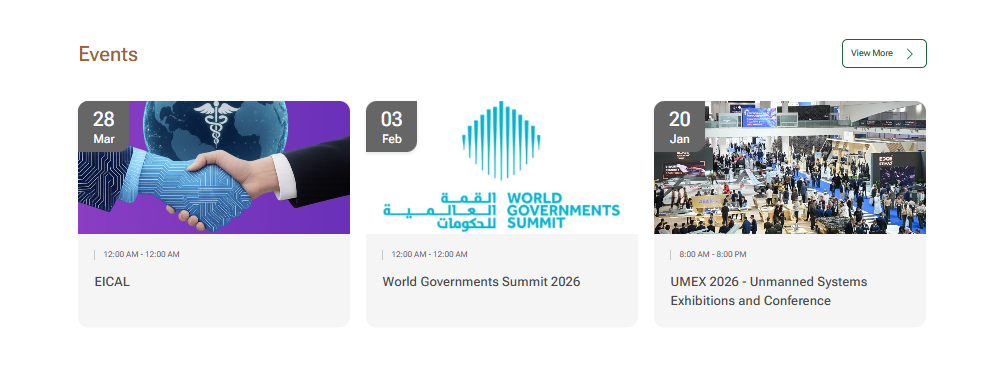 Events
View More
28
Mar
12:00 AM - 12:00 AM
EICAL
03
Feb
القمة
العالمية
للحكومات
WORLD
GOVERNMENTS
SUMMIT
12:00 AM - 12:00 AM
World Governments Summit 2026
20
Jan
8:00 AM - 8:00 PM
UMEX 2026 - Unmanned Systems
Exhibitions and Conference